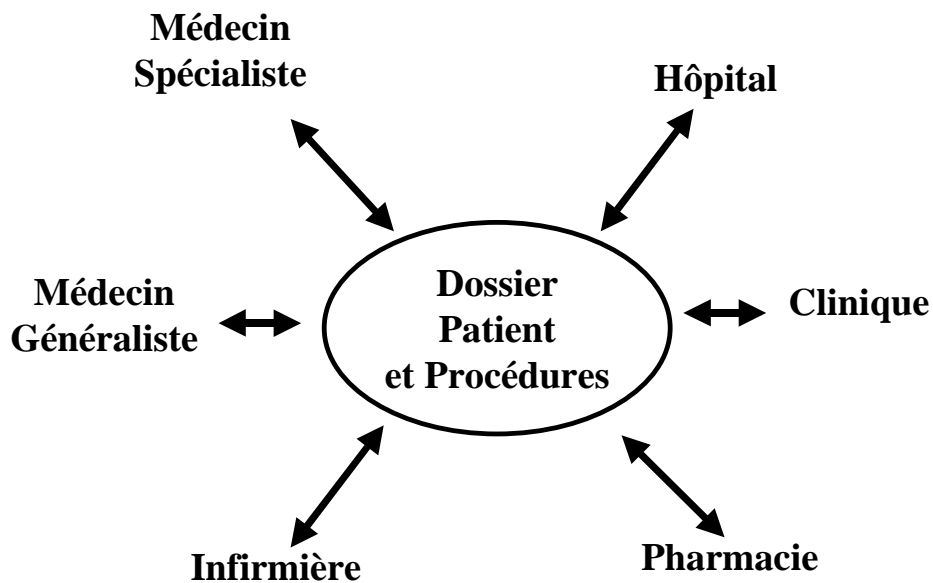 Médecin
Spécialiste
Hôpital
Médecin
Généraliste
Dossier
Patient
et Procédures
Clinique
Infirmière
Pharmacie